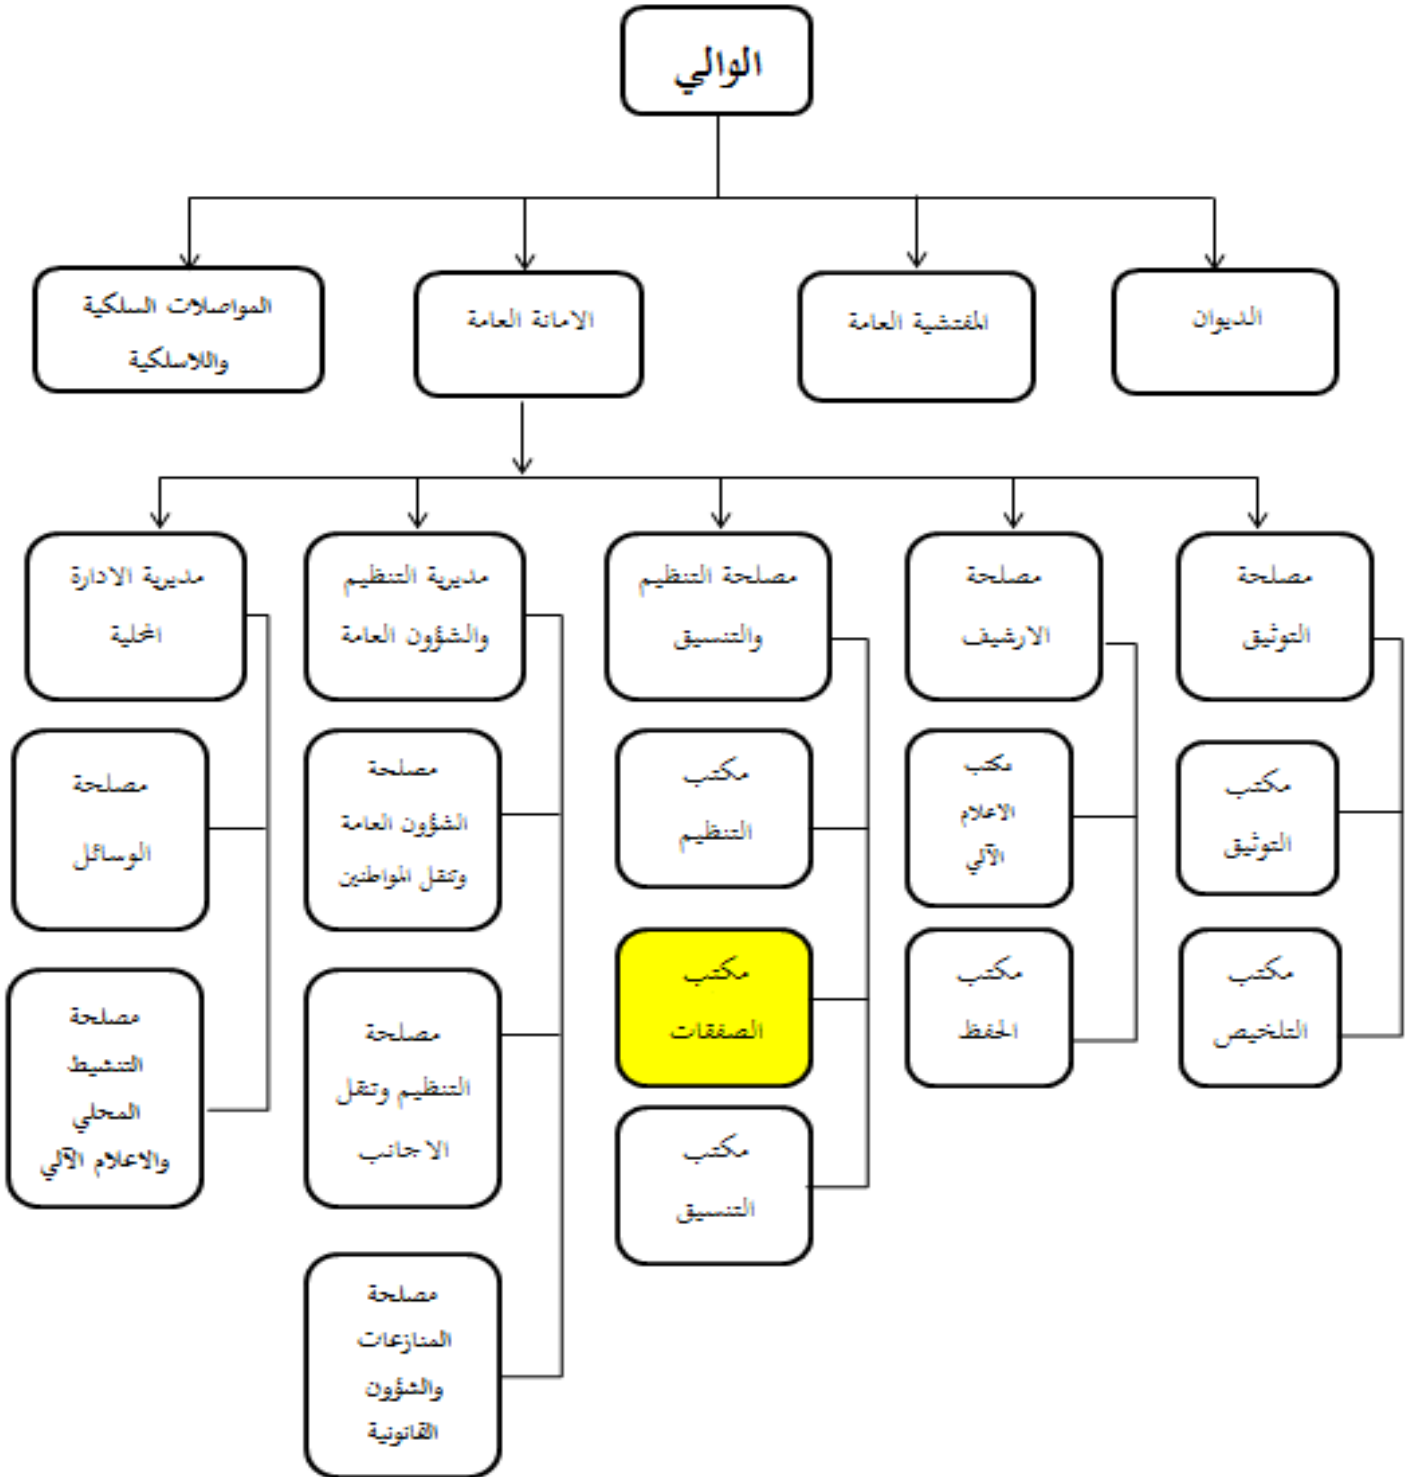 الوالي
الديوان
المفتشية العامة
الامانة العامة
المواصلات السلكية
واللاسلكية
مصلحة
التوثيق
مصلحة
الارشيف
مصلحة التنظيم
والتنسيق
مديرية التنظيم
والشؤون العامة
مديرية الادارة
المحلية
مكتب
التوثيق
مكتب
الاعلام
الآلي
مكتب
التنظيم
مصلحة
الشؤون العامة
وتنقل المواطنين
مصلحة
الوسائل
مكتب
التلخيص
مكتب
الحفظ
مكتب
الصفقات
مصلحة
التنظيم وتنقل
الاجانب
مصلحة
التنشيط
المحلي
والاعلام الآلي
مكتب
التنسيق
مصلحة
المنازعات
والشؤون
القانونية